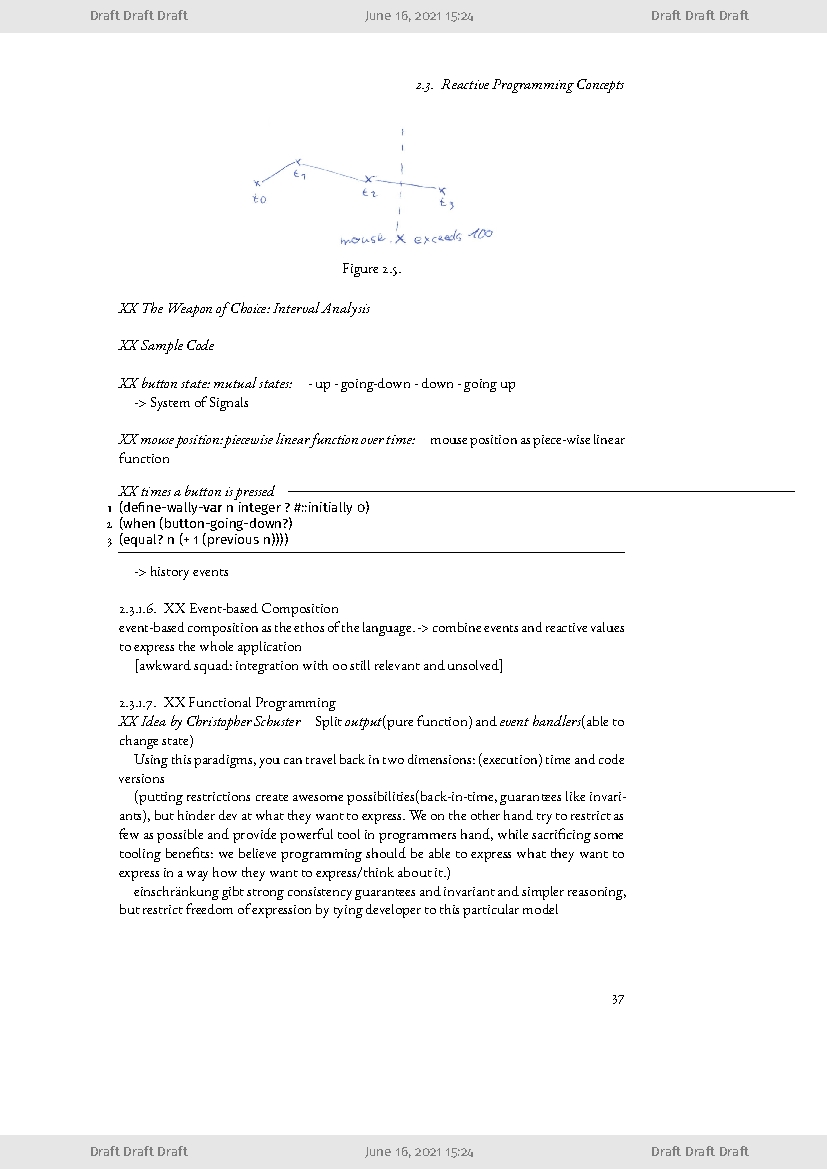 Draft Draft Draft June 16, 2021 15:24 Draft Draft Draft
2.3. Reactive Programming Concepts
t0
t1
t2
t3
mouse.x exceeds 100
Figure 2.5.
XX The Weapon of Choice: Interval Analysis
XX Sample Code
XX button state: mutual states: - up - going-down - down - going up
-> System of Signals
XX mouse position: piecewise linear function over time: mouse position as piece-wise linear
function
XX times a button is pressed
1 (define-wally-var n integer ? #::initially 0)
2 (when (button-going-down?)
3 (equal? n (+ 1 (previous n))))
-> history events
2.3.1.6. XX Event-based Composition
event-based composition as the ethos of the language. -> combine events and reactive values
to express the whole application
[awkward squad: integration with oo still relevant and unsolved]
2.3.1.7. XX Functional Programming
XX Idea by Christopher Schuster Split output(pure function) and event handlers(able to
change state)
Using this paradigms, you can travel back in two dimensions: (execution) time and code
versions
(putting restrictions create awesome possibilities(back-in-time, guarantees like invari-
ants), but hinder dev at what they want to express. We on the other hand try to restrict as
few as possible and provide powerful tool in programmers hand, while sacrificing some
tooling benefits: we believe programming should be able to express what they want to
express in a way how they want to express/think about it.)
einschränkung gibt strong consistency guarantees and invariant and simpler reasoning,
but restrict freedom of expression by tying developer to this particular model
37
Draft Draft Draft June 16, 2021 15:24 Draft Draft Draft